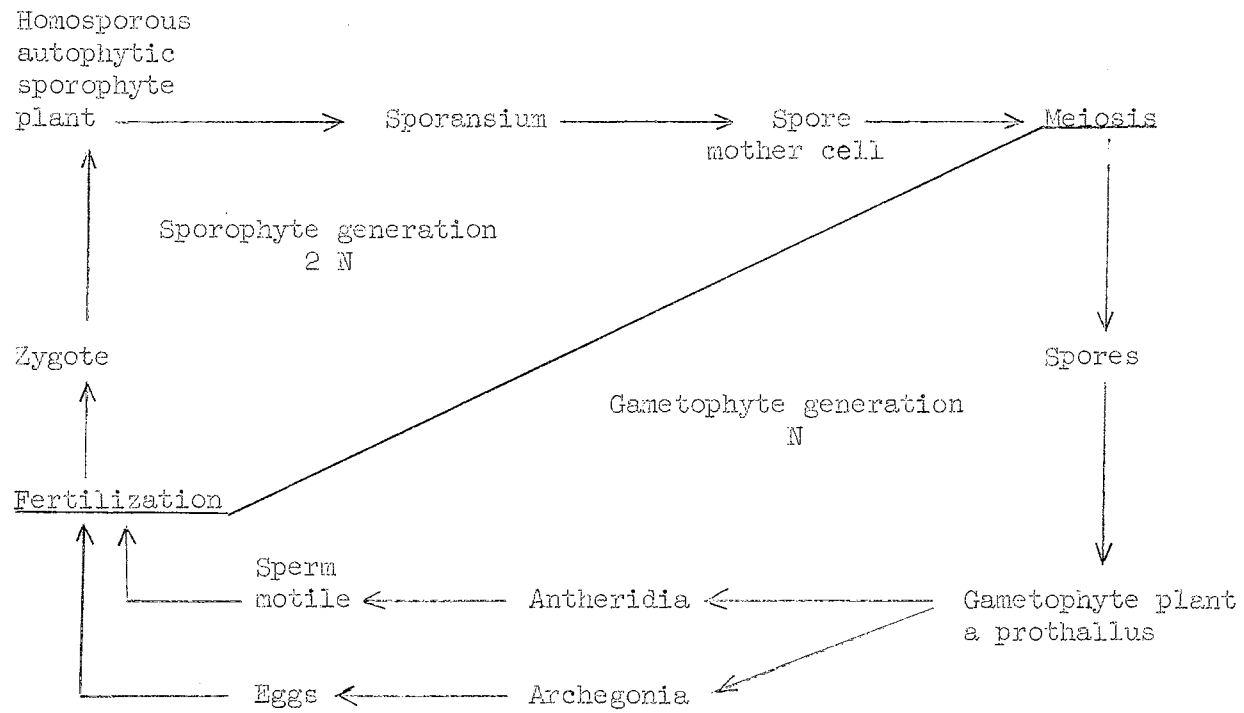 Homosporous
autophytic
sporophyte
plant
Sporansium
Spore
mother cell
Meiosis
Sporophyte generation
2 N
Zygote
Spores
Gametophyte generation
N
Fertilization
Sperm
motile
Antheridia
Gametophyte plant
a prothallus
Eggs
Archegonia